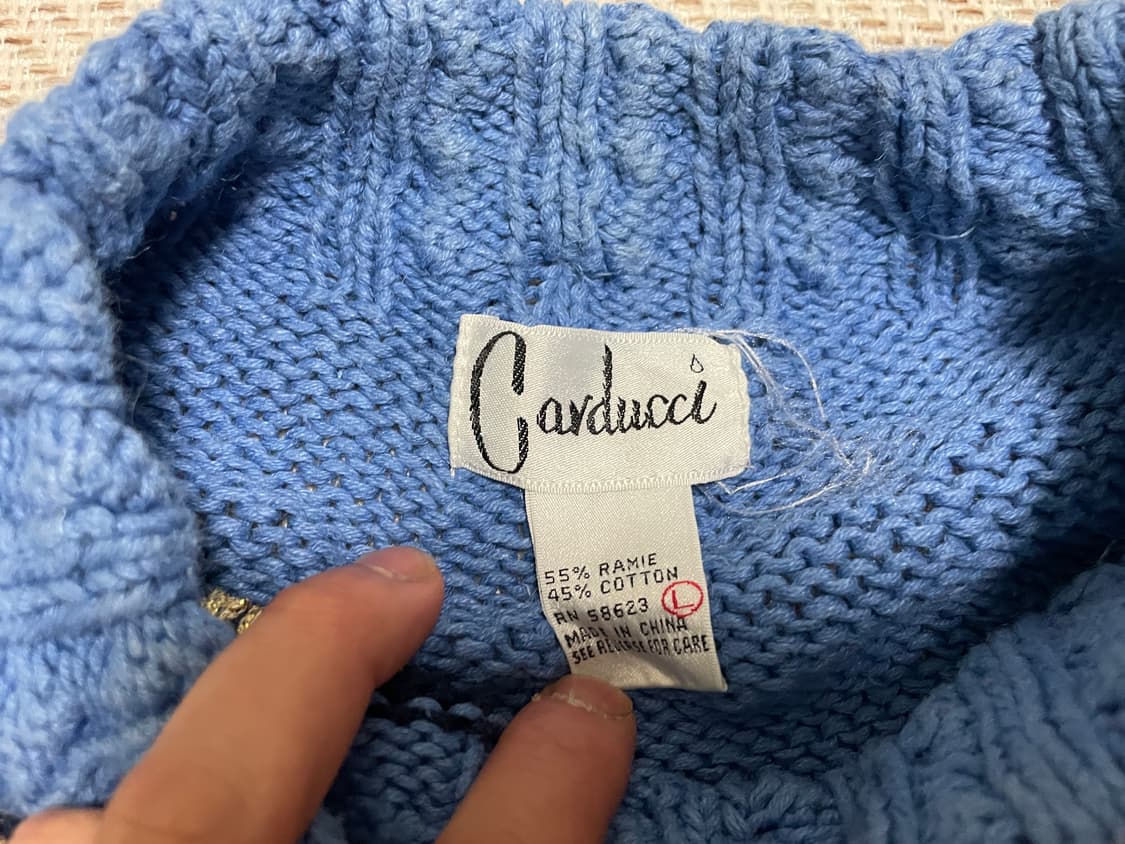 Carducci
55% RAMIE
45% COTTON
RN 58623 L
MADE IN CHINA
SEE REVERSE FOR CARE